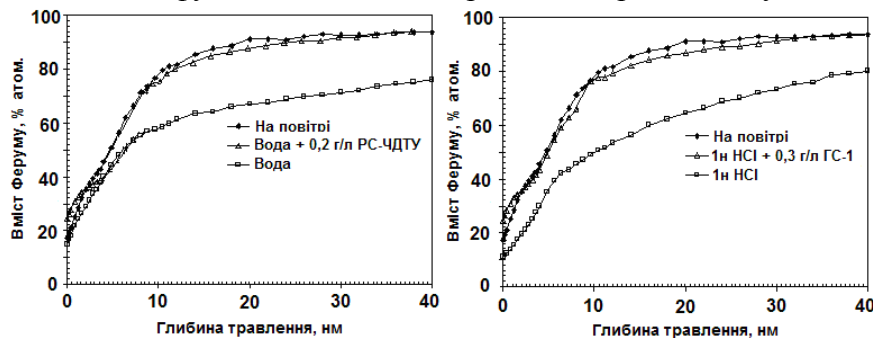 Вміст Феруму, % атом.
100
80
60
40
20
0
На повітрі
Вода + 0,2 г/л РС-ЧДТУ
Вода
0 10 20 30 40
Глибина травлення, нм
Вміст Феруму, % атом.
100
80
60
40
20
0
На повітрі
1н HCl + 0,3 г/л ГС-1
1н HCl
0 10 20 30 40
Глибина травлення, нм